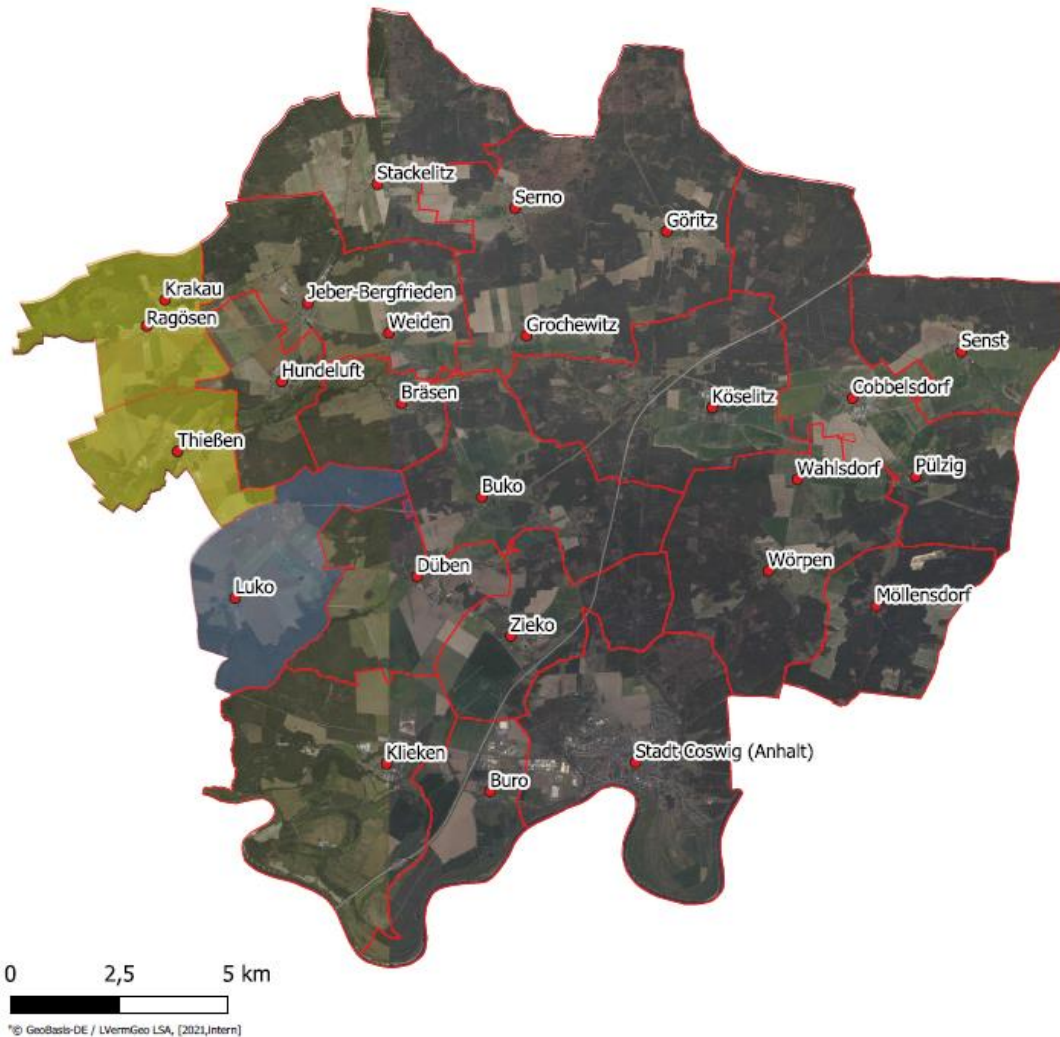 Stackelitz
Serno
Göritz
Krakau
Jeber-Bergfrieden
Ragösen
Weiden
Grochewitz
Senst
Hundeluft
Cobbelsdorf
Bräsen
Köselitz
Thießen
Wahlsdorf
Pülzig
Buko
Düben
Wörpen
Luko
Möllensdorf
Zieko
Klieken
Stadt Coswig (Anhalt)
Buro
0 2,5 5 km
*© GeoBasis-DE / LVermGeo LSA, [2021,intern]